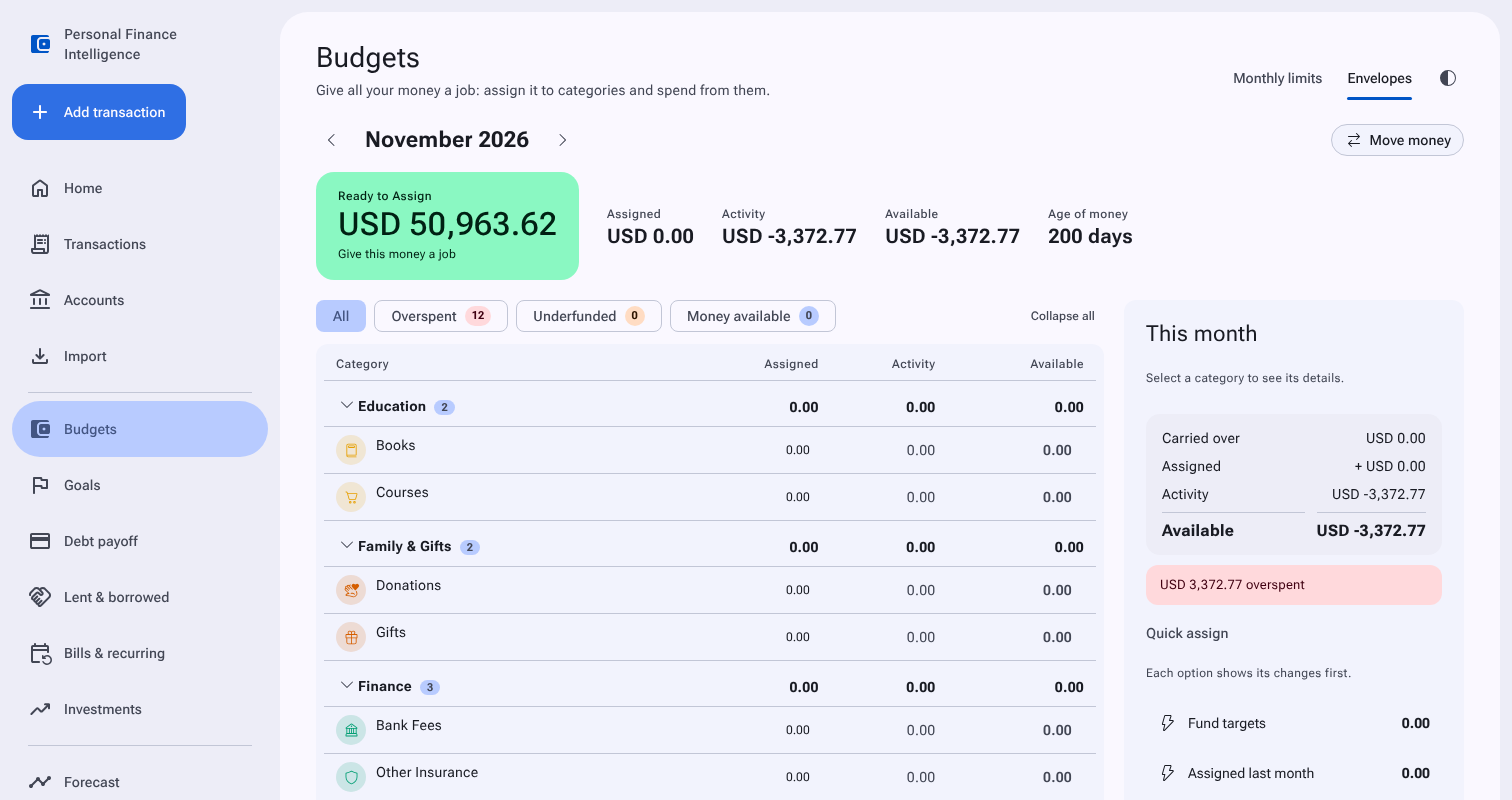 Personal Finance
Intelligence
Add transaction
Home
Transactions
Accounts
Import
Budgets
Goals
Debt payoff
Lent & borrowed
Bills & recurring
Investments
Forecast
Budgets
Give all your money a job: assign it to categories and spend from them.
Monthly limits
Envelopes
November 2026
Move money
Ready to Assign
USD 50,963.62
Give this money a job
Assigned
USD 0.00
Activity
USD -3,372.77
Available
USD -3,372.77
Age of money
200 days
All
Overspent 12
Underfunded 0
Money available 0
Collapse all
Category Assigned Activity Available
Education 2 0.00 0.00 0.00
Books 0.00 0.00 0.00
Courses 0.00 0.00 0.00
Family & Gifts 2 0.00 0.00 0.00
Donations 0.00 0.00 0.00
Gifts 0.00 0.00 0.00
Finance 3 0.00 0.00 0.00
Bank Fees 0.00 0.00 0.00
Other Insurance 0.00 0.00 0.00
This month
Select a category to see its details.
Carried over USD 0.00
Assigned + USD 0.00
Activity USD -3,372.77
Available USD -3,372.77
USD 3,372.77 overspent
Quick assign
Each option shows its changes first.
Fund targets 0.00
Assigned last month 0.00